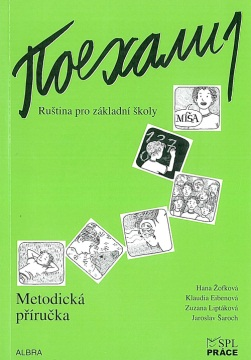 Поехали 1
Ruština pro základní školy
MÍŠA
Metodická
příručka
Hana Žofková
Klaudia Eibenová
Zuzana Liptáková
Jaroslav Šaroch
ALBRA
SPL
PRÁCE